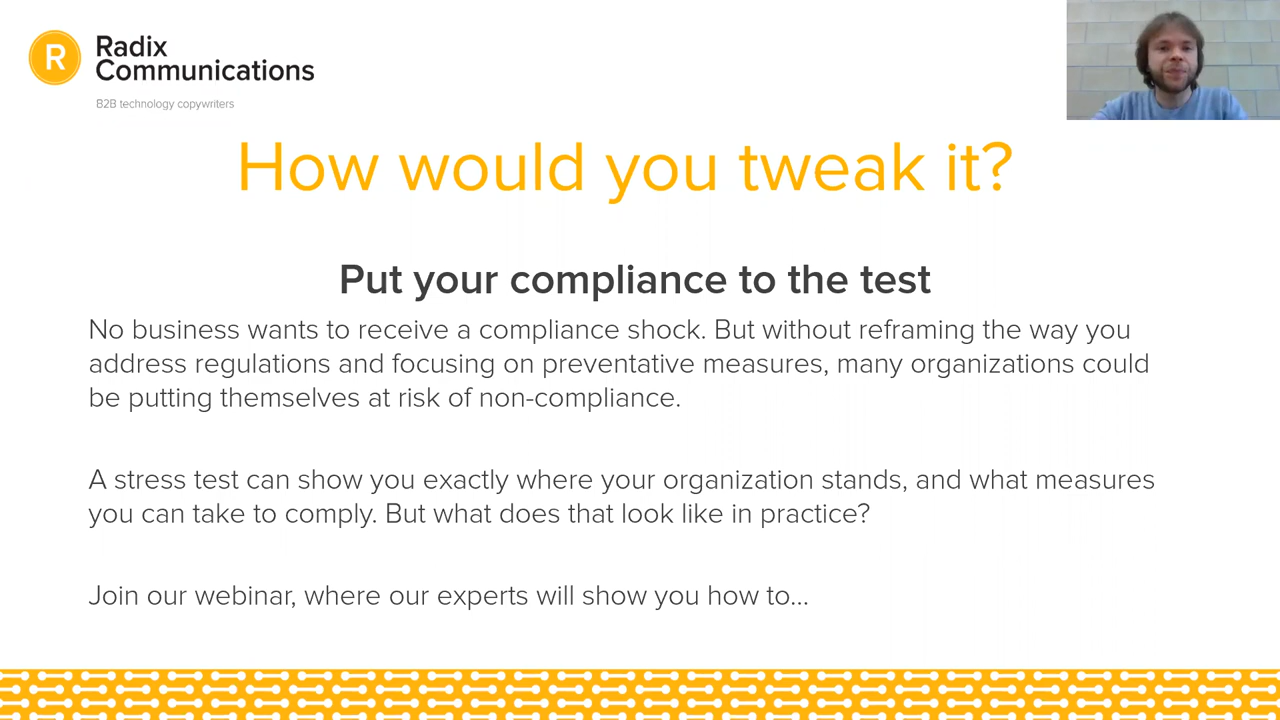 R
Radix
Communications
B2B technology copywriters
How would you tweak it?
Put your compliance to the test
No business wants to receive a compliance shock. But without reframing the way you
address regulations and focusing on preventative measures, many organizations could
be putting themselves at risk of non-compliance.
A stress test can show you exactly where your organization stands, and what measures
you can take to comply. But what does that look like in practice?
Join our webinar, where our experts will show you how to...